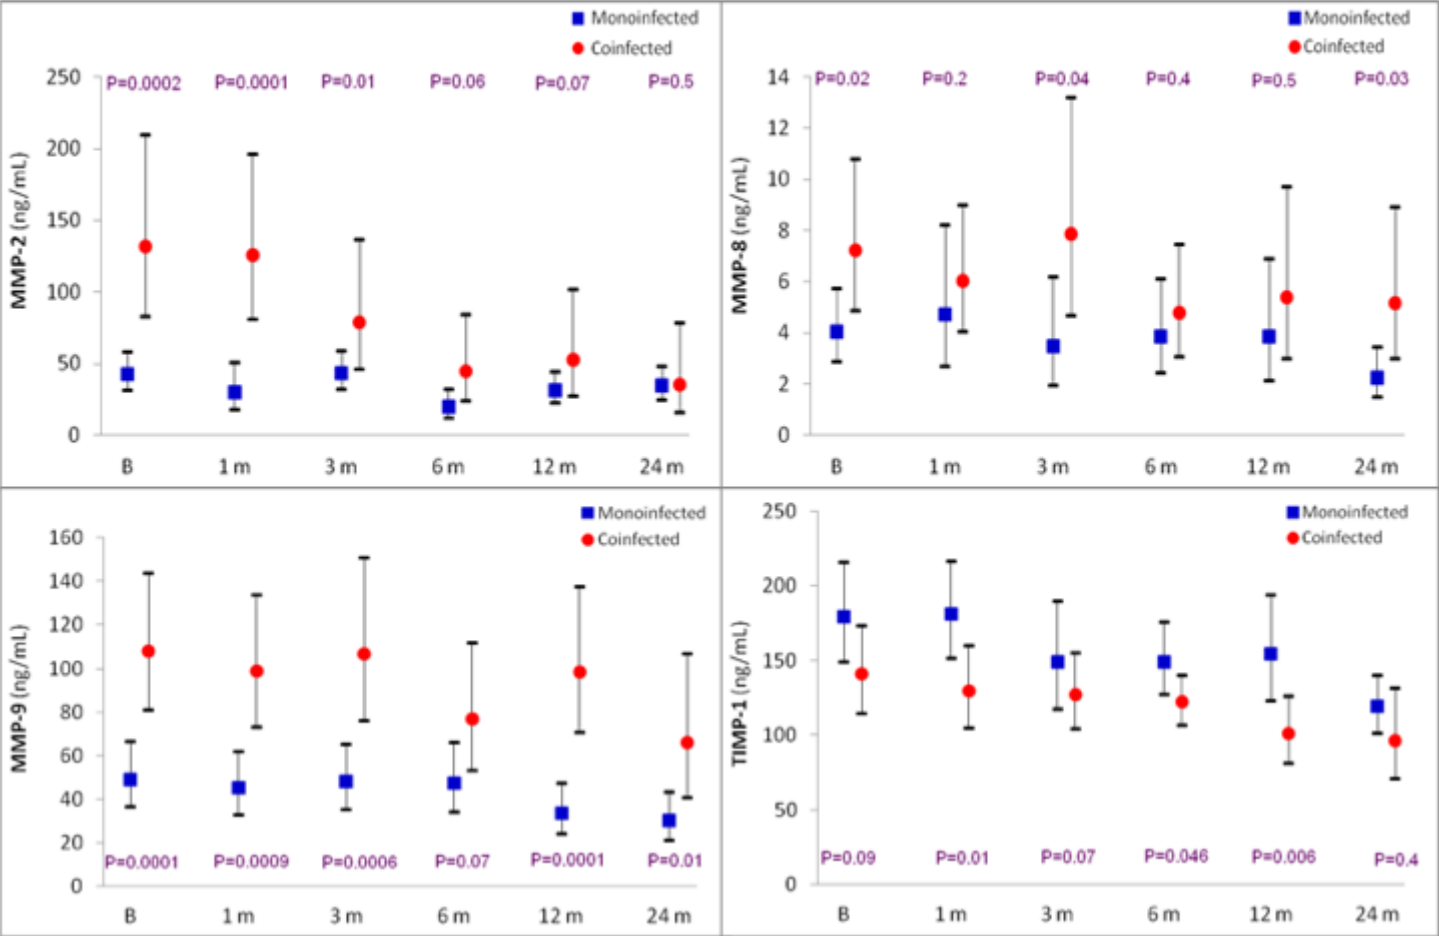 Monoinfected
Coinfected
MMP-2 (ng/mL)
250
200
150
100
50
0
P=0.0002 P=0.0001 P=0.01 P=0.06 P=0.07 P=0.5
B 1 m 3 m 6 m 12 m 24 m
Monoinfected
Coinfected
MMP-8 (ng/mL)
14
12
10
8
6
4
2
0
P=0.02 P=0.2 P=0.04 P=0.4 P=0.5 P=0.03
B 1 m 3 m 6 m 12 m 24 m
Monoinfected
Coinfected
MMP-9 (ng/mL)
160
140
120
100
80
60
40
20
0
P=0.0001 P=0.0009 P=0.0006 P=0.07 P=0.0001 P=0.01
B 1 m 3 m 6 m 12 m 24 m
Monoinfected
Coinfected
TIMP-1 (ng/mL)
250
200
150
100
50
0
P=0.09 P=0.01 P=0.07 P=0.046 P=0.006 P=0.4
B 1 m 3 m 6 m 12 m 24 m